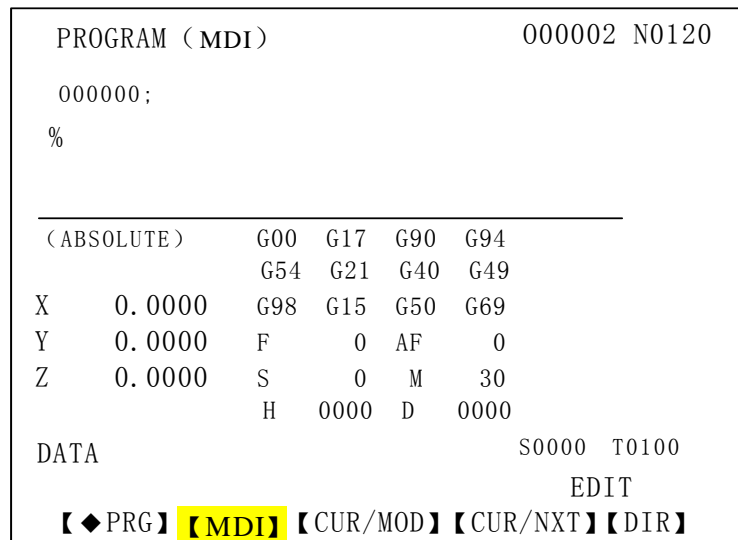 PROGRAM（MDI） O00002 N0120
O00000;
%
（ABSOLUTE） G00 G17 G90 G94
G54 G21 G40 G49
X 0.0000 G98 G15 G50 G69
Y 0.0000 F 0 AF 0
Z 0.0000 S 0 M 30
H 0000 D 0000
DATA S0000 T0100
EDIT
【◆PRG】【MDI】【CUR/MOD】【CUR/NXT】【DIR】